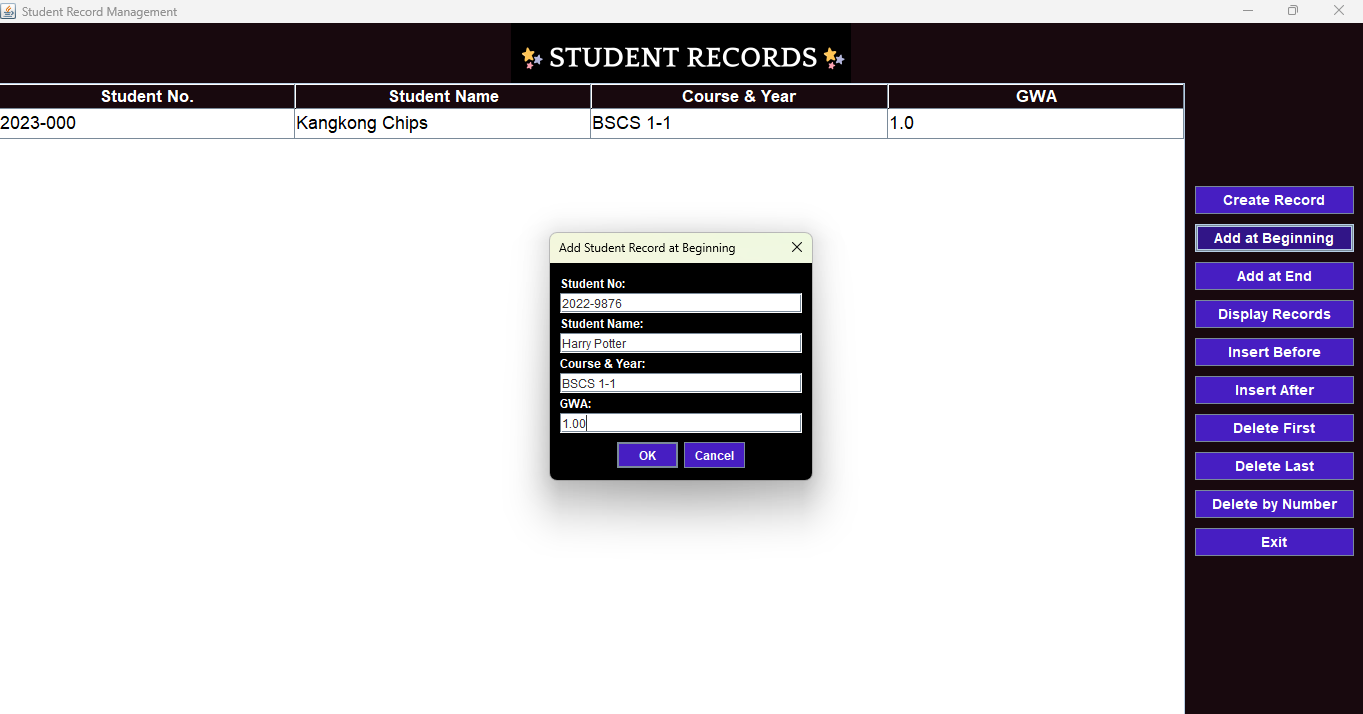 Student Record Management
STUDENT RECORDS
Student No. Student Name Course & Year GWA
2023-000 Kangkong Chips BSCS 1-1 1.0
Add Student Record at Beginning
Student No:
2022-9876
Student Name:
Harry Potter
Course & Year:
BSCS 1-1
GWA:
1.00
OK Cancel
Create Record
Add at Beginning
Add at End
Display Records
Insert Before
Insert After
Delete First
Delete Last
Delete by Number
Exit